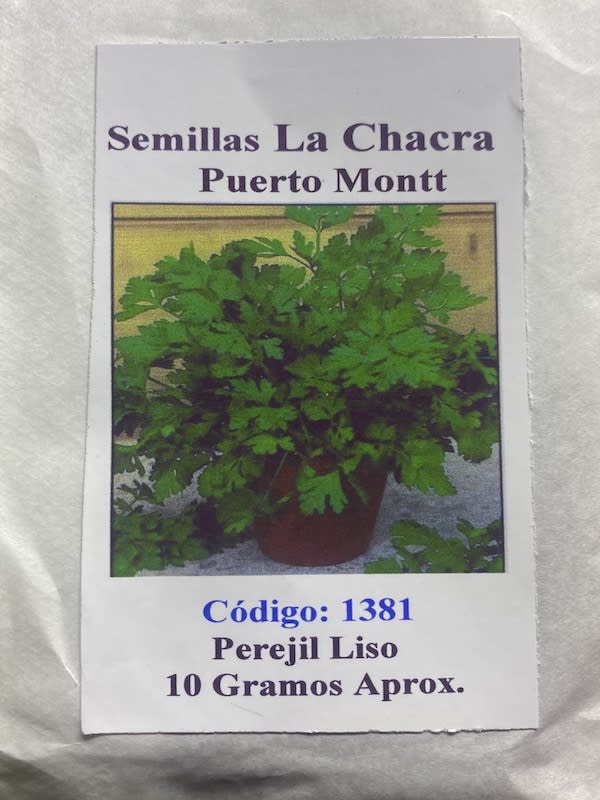 Semillas La Chacra
Puerto Montt
Código: 1381
Perejil Liso
10 Gramos Aprox.